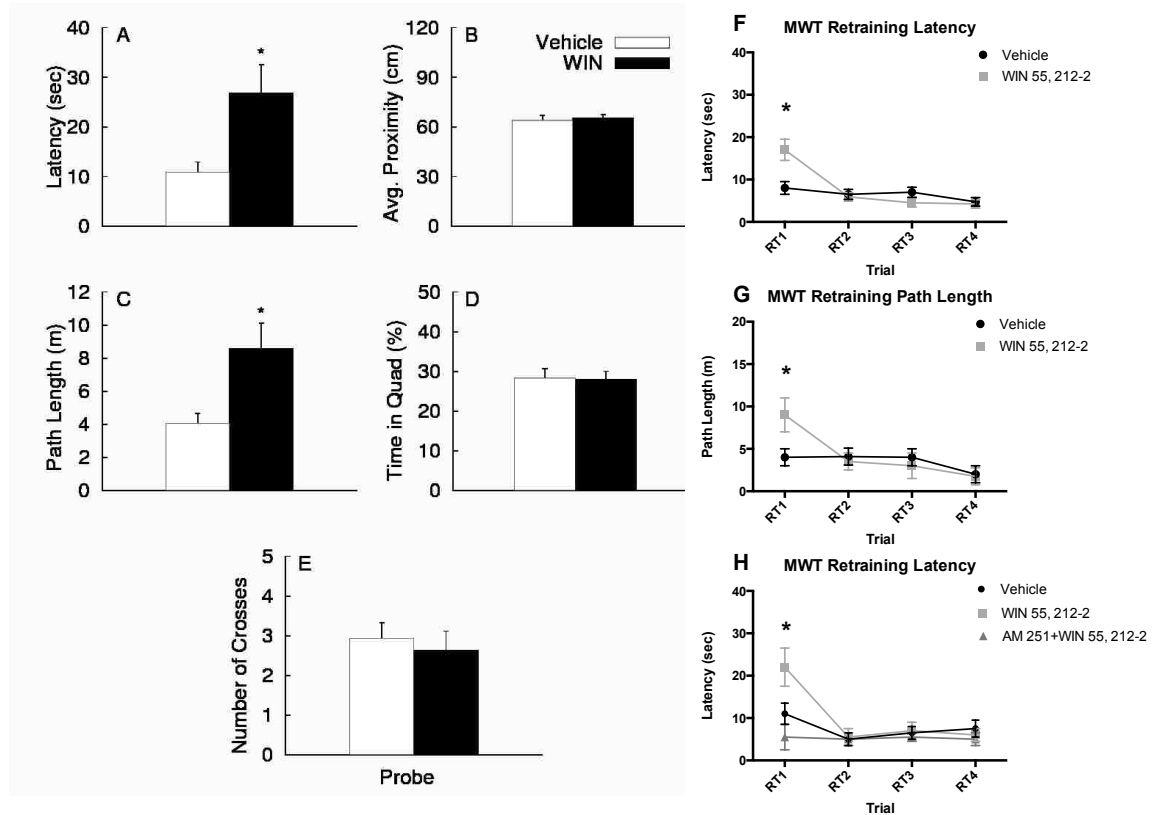 A
Latency (sec)
40
30
20
10
0
*
B
Avg. Proximity (cm)
120
90
60
30
0
Vehicle
WIN
C
Path Length (m)
12
10
8
6
4
2
0
*
D
Time in Quad (%)
50
40
30
20
10
0
E
Number of Crosses
5
4
3
2
1
0
Probe
F
MWT Retraining Latency
Vehicle
WIN 55, 212-2
Latency (sec)
40
30
20
10
0
*
RT1
RT2
RT3
RT4
Trial
G
MWT Retraining Path Length
Vehicle
WIN 55, 212-2
Path Length (m)
20
15
10
5
0
*
RT1
RT2
RT3
RT4
Trial
H
MWT Retraining Latency
Vehicle
WIN 55, 212-2
AM 251+WIN 55, 212-2
Latency (sec)
40
30
20
10
0
*
RT1
RT2
RT3
RT4
Trial